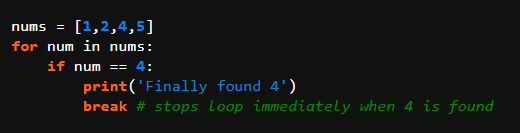 nums = [1,2,4,5]
for num in nums:
    if num == 4:
        print('Finally found 4')
        break # stops loop immediately when 4 is found